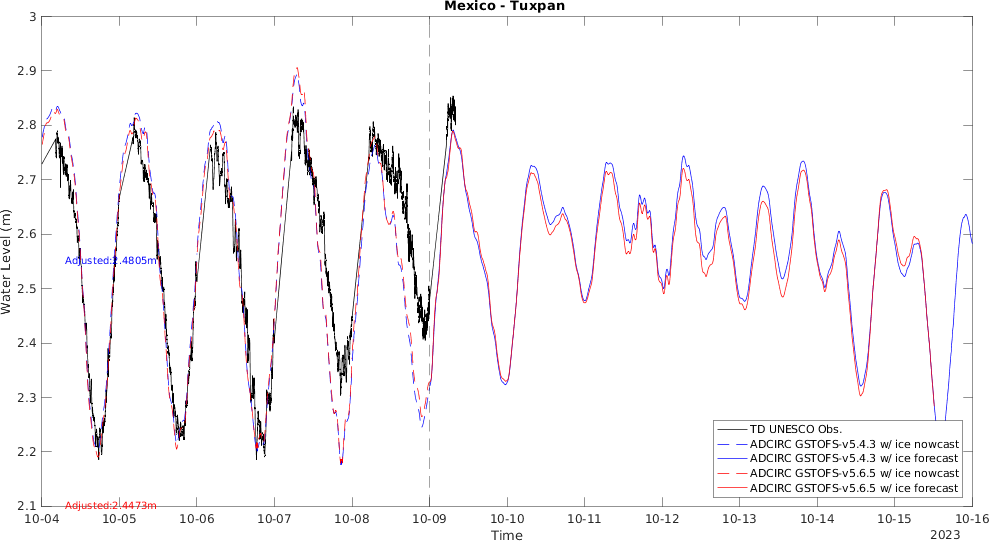 Mexico - Tuxpan
3
2.9
2.8
2.7
2.6
2.5
2.4
2.3
2.2
2.1
Water Level (m)
Adjusted:2.4805m
Adjusted:2.4473m
TD UNESCO Obs.
ADCIRC GSTOFS-v5.4.3 w/ ice nowcast
ADCIRC GSTOFS-v5.4.3 w/ ice forecast
ADCIRC GSTOFS-v5.6.5 w/ ice nowcast
ADCIRC GSTOFS-v5.6.5 w/ ice forecast
10-04 10-05 10-06 10-07 10-08 10-09 10-10 10-11 10-12 10-13 10-14 10-15 10-16
Time
2023